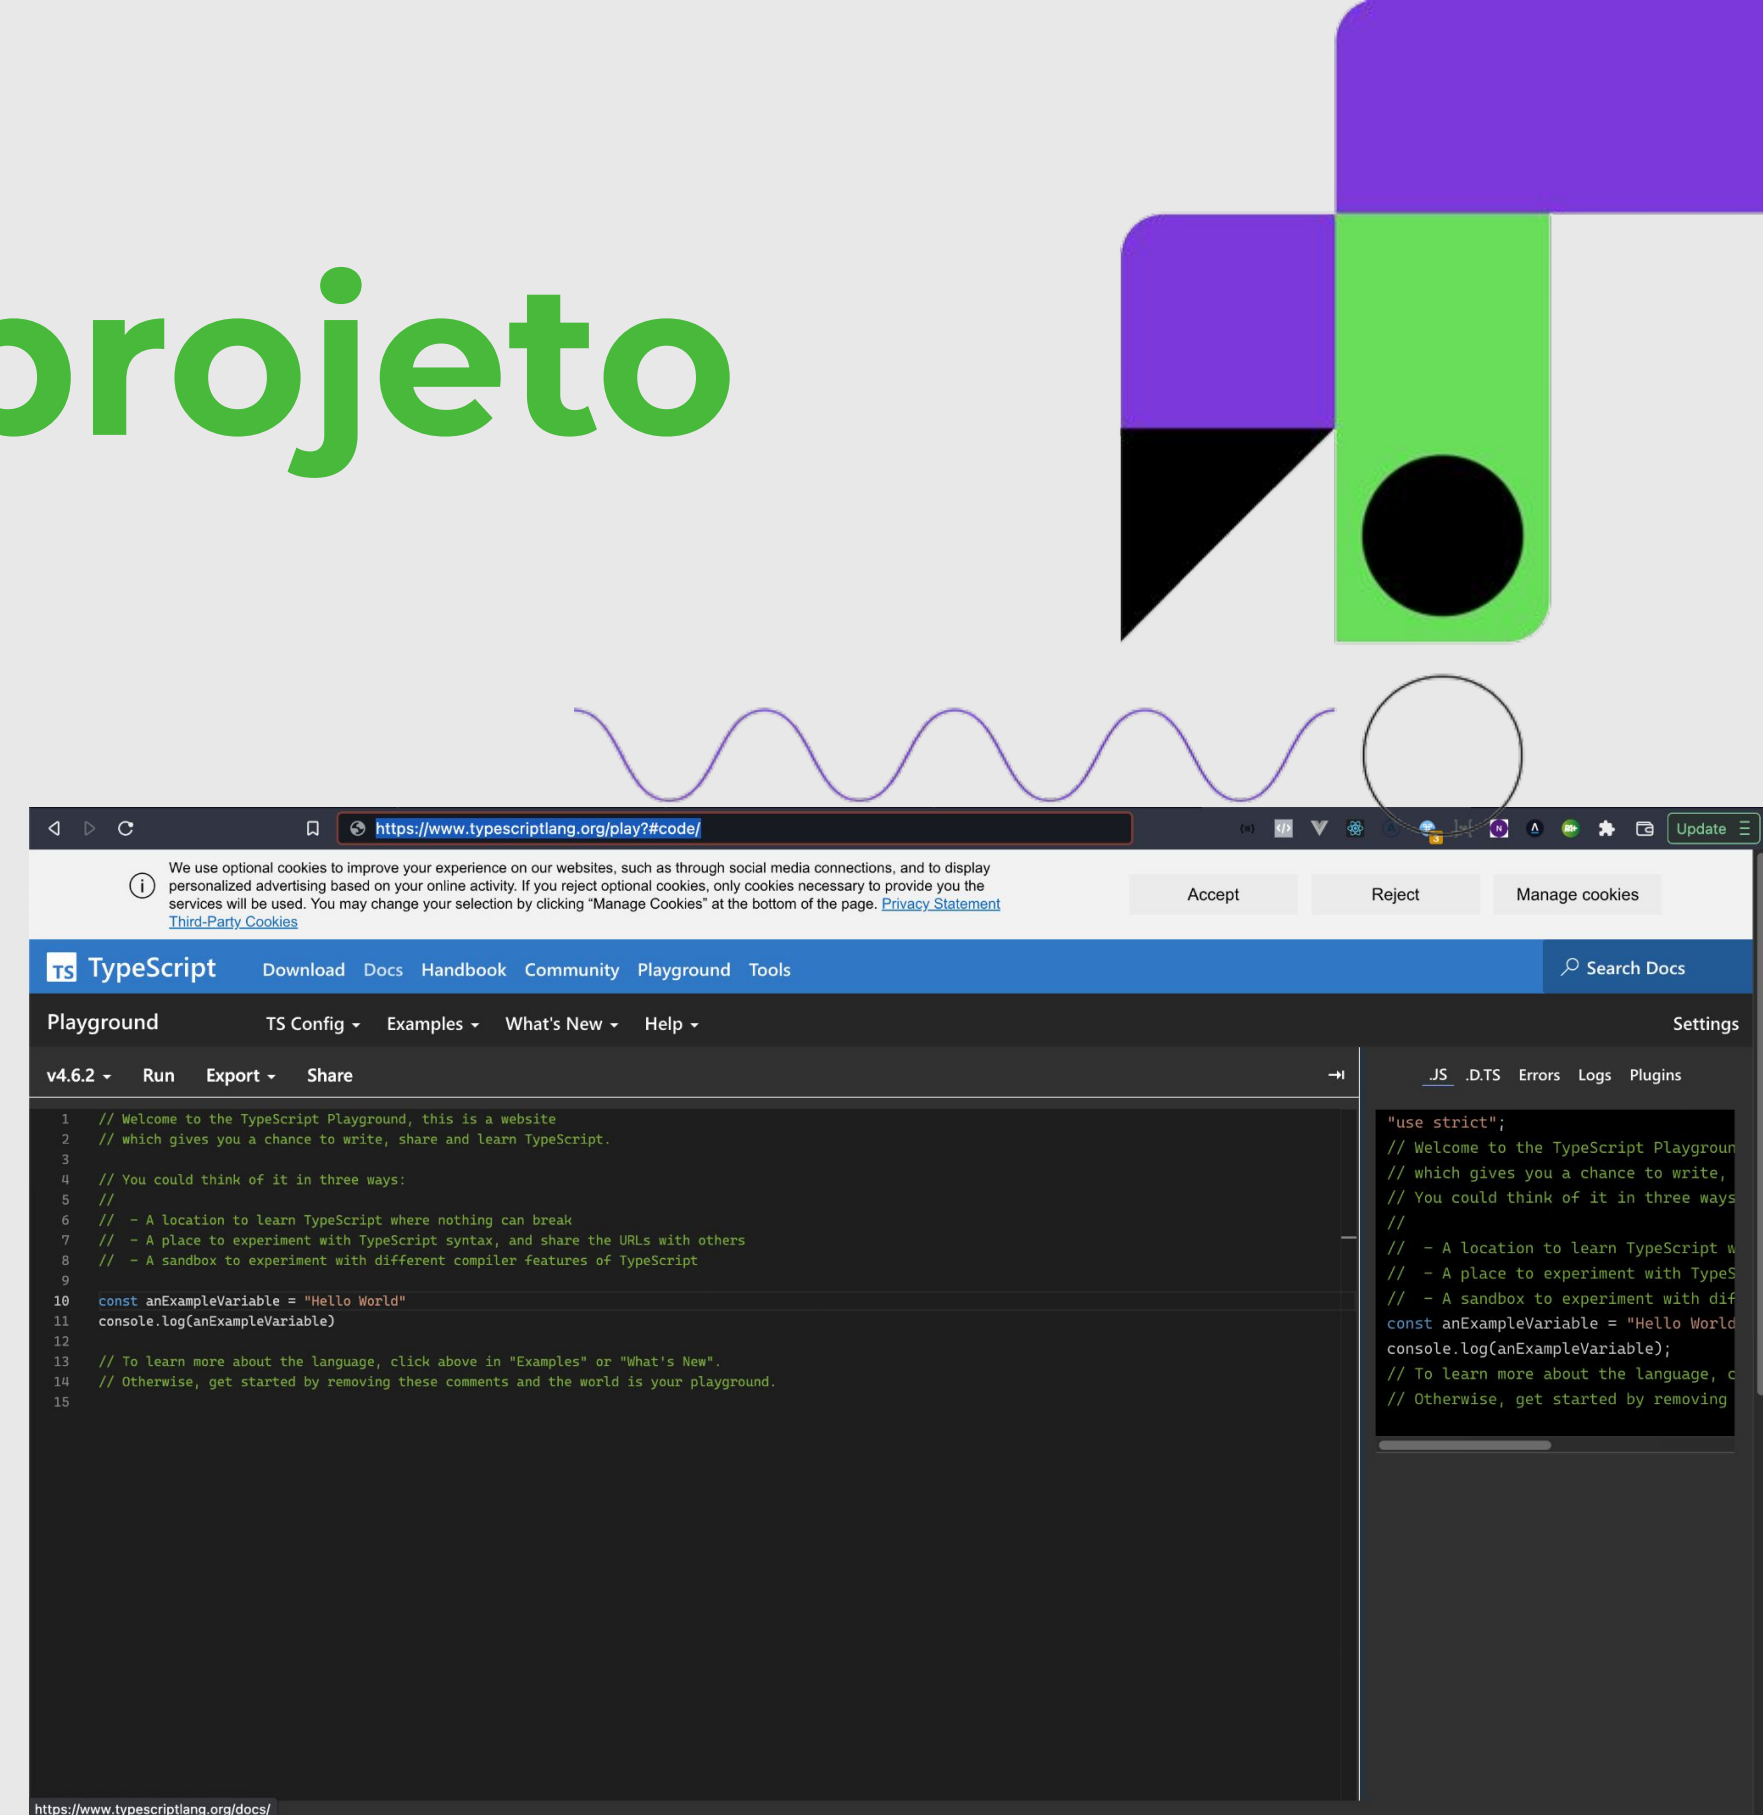 projeto
https://www.typescriptlang.org/play?#code/
Update
We use optional cookies to improve your experience on our websites, such as through social media connections, and to display
personalized advertising based on your online activity. If you reject optional cookies, only cookies necessary to provide you the
services will be used. You may change your selection by clicking “Manage Cookies” at the bottom of the page. Privacy Statement
Third-Party Cookies
Accept
Reject
Manage cookies
TS TypeScript
Download Docs Handbook Community Playground Tools
Search Docs
Playground
TS Config Examples What's New Help
Settings
v4.6.2 Run Export Share
1 // Welcome to the TypeScript Playground, this is a website
2 // which gives you a chance to write, share and learn TypeScript.
3
4 // You could think of it in three ways:
5 //
6 // - A location to learn TypeScript where nothing can break
7 // - A place to experiment with TypeScript syntax, and share the URLs with others
8 // - A sandbox to experiment with different compiler features of TypeScript
9
10 const anExampleVariable = "Hello World"
11 console.log(anExampleVariable)
12
13 // To learn more about the language, click above in "Examples" or "What's New".
14 // Otherwise, get started by removing these comments and the world is your playground.
15
.JS .D.TS Errors Logs Plugins
"use strict";
// Welcome to the TypeScript Playgroun
// which gives you a chance to write,
// You could think of it in three ways
//
// - A location to learn TypeScript w
// - A place to experiment with TypeS
// - A sandbox to experiment with dif
const anExampleVariable = "Hello World
console.log(anExampleVariable);
// To learn more about the language, c
// Otherwise, get started by removing
https://www.typescriptlang.org/docs/